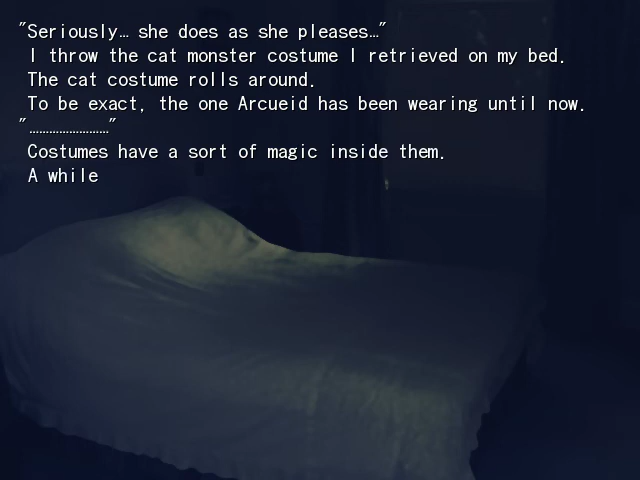 "Seriously… she does as she pleases…"
I throw the cat monster costume I retrieved on my bed.
The cat costume rolls around.
To be exact, the one Arcueid has been wearing until now.
"……………………"
Costumes have a sort of magic inside them.
A while